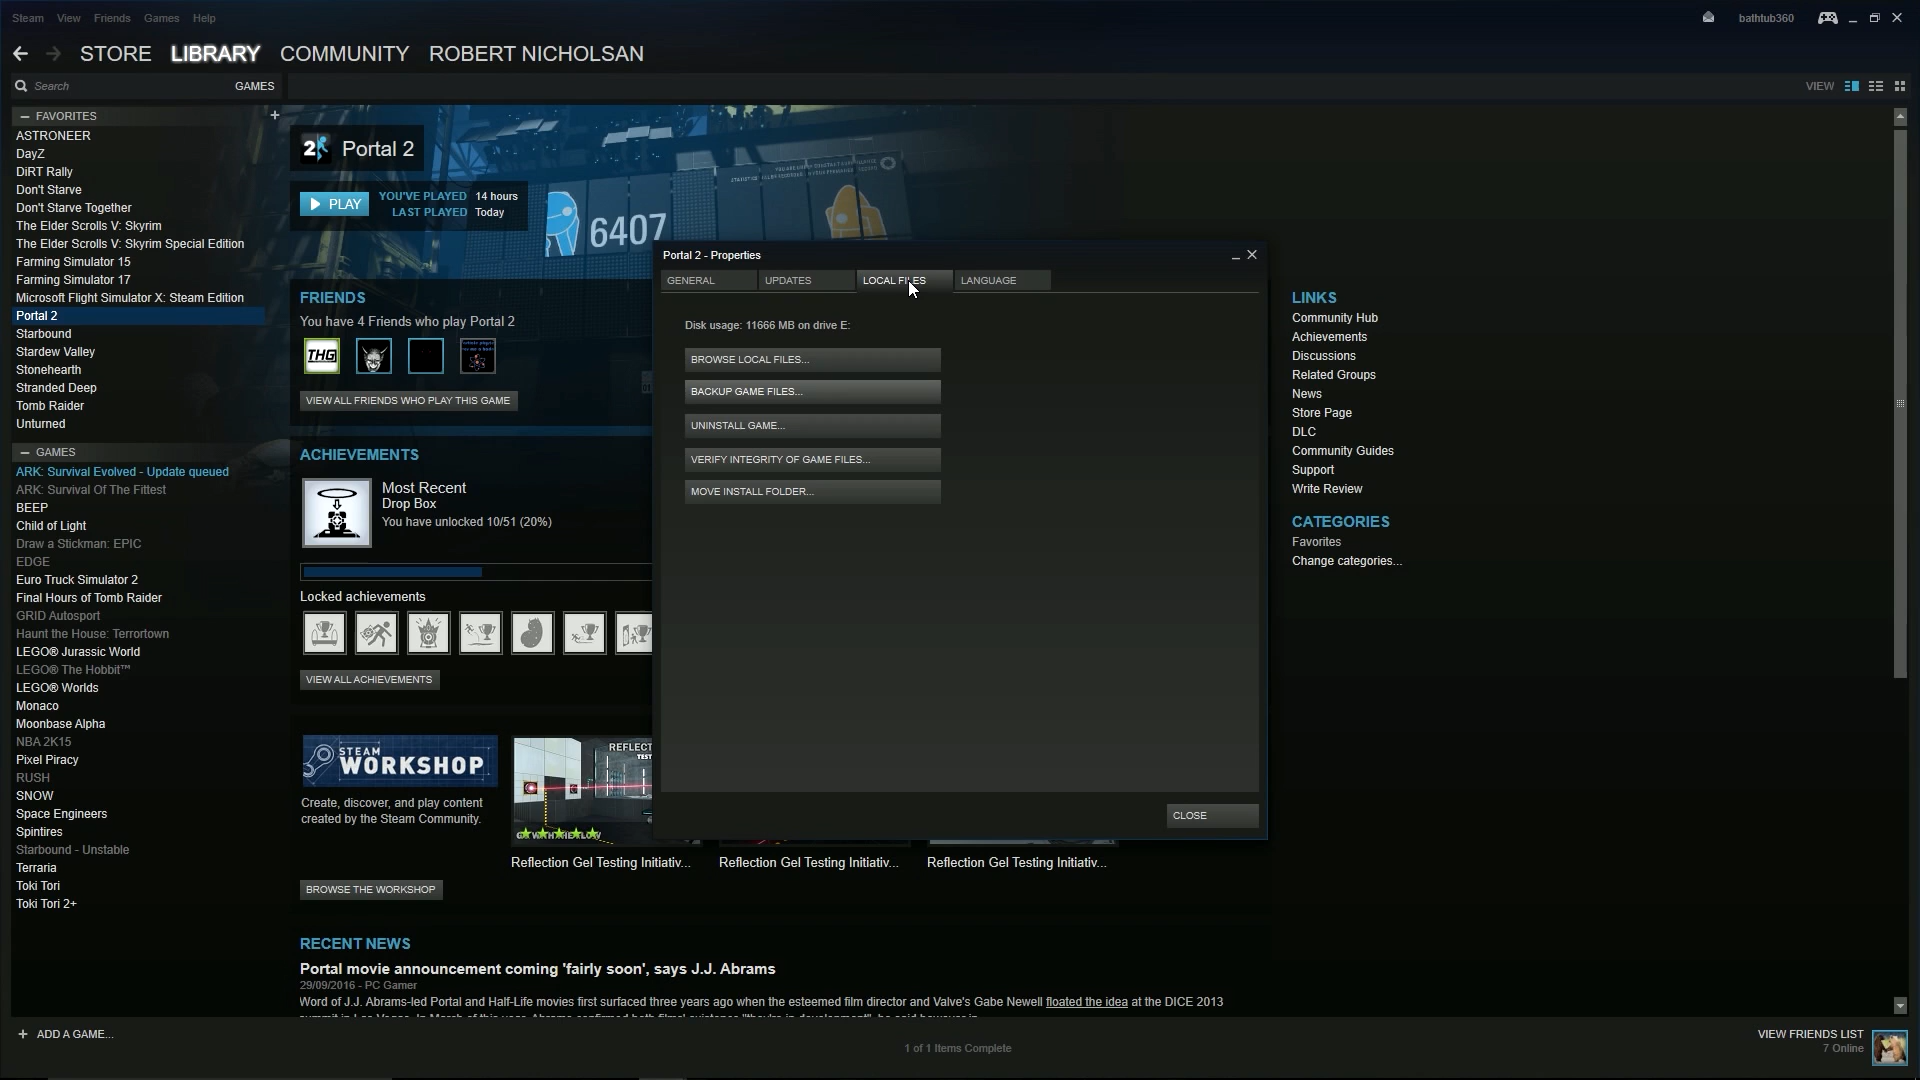 Steam View Friends Games Help
bathtub360
STORE LIBRARY COMMUNITY ROBERT NICHOLSAN
Search GAMES
VIEW
— FAVORITES +
ASTRONEER
DayZ
DiRT Rally
Don't Starve
Don't Starve Together
The Elder Scrolls V: Skyrim
The Elder Scrolls V: Skyrim Special Edition
Farming Simulator 15
Farming Simulator 17
Microsoft Flight Simulator X: Steam Edition
Portal 2
Starbound
Stardew Valley
Stonehearth
Stranded Deep
Tomb Raider
Unturned
— GAMES
ARK: Survival Evolved - Update queued
ARK: Survival Of The Fittest
BEEP
Child of Light
Draw a Stickman: EPIC
EDGE
Euro Truck Simulator 2
Final Hours of Tomb Raider
GRID Autosport
Haunt the House: Terrortown
LEGO® Jurassic World
LEGO® The Hobbit™
LEGO® Worlds
Monaco
Moonbase Alpha
NBA 2K15
Pixel Piracy
RUSH
SNOW
Space Engineers
Spintires
Starbound - Unstable
Terraria
Toki Tori
Toki Tori 2+
+ ADD A GAME...
2 Portal 2
PLAY
YOU'VE PLAYED 14 hours
LAST PLAYED Today
6407
FRIENDS
You have 4 Friends who play Portal 2
THG
VIEW ALL FRIENDS WHO PLAY THIS GAME
ACHIEVEMENTS
Most Recent
Drop Box
You have unlocked 10/51 (20%)
Locked achievements
VIEW ALL ACHIEVEMENTS
STEAM
WORKSHOP
Create, discover, and play content
created by the Steam Community.
BROWSE THE WORKSHOP
REFLECT
TEST
Reflection Gel Testing Initiativ...
Reflection Gel Testing Initiativ...
Reflection Gel Testing Initiativ...
RECENT NEWS
Portal movie announcement coming 'fairly soon', says J.J. Abrams
29/09/2016 - PC Gamer
Word of J.J. Abrams-led Portal and Half-Life movies first surfaced three years ago when the esteemed film director and Valve's Gabe Newell floated the idea at the DICE 2013
Portal 2 - Properties
GENERAL UPDATES LOCAL FILES LANGUAGE
Disk usage: 11666 MB on drive E:
BROWSE LOCAL FILES...
BACKUP GAME FILES...
UNINSTALL GAME...
VERIFY INTEGRITY OF GAME FILES...
MOVE INSTALL FOLDER...
CLOSE
LINKS
Community Hub
Achievements
Discussions
Related Groups
News
Store Page
DLC
Community Guides
Support
Write Review
CATEGORIES
Favorites
Change categories...
1 of 1 Items Complete
VIEW FRIENDS LIST
7 Online